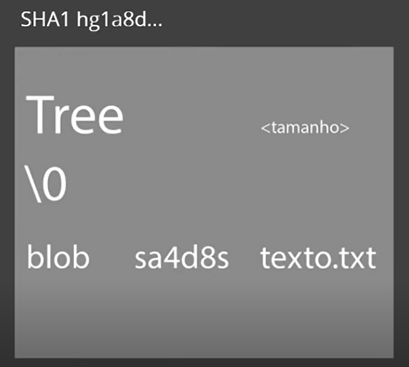 SHA1 hg1a8d...
Tree <tamanho>
\0
blob sa4d8s texto.txt